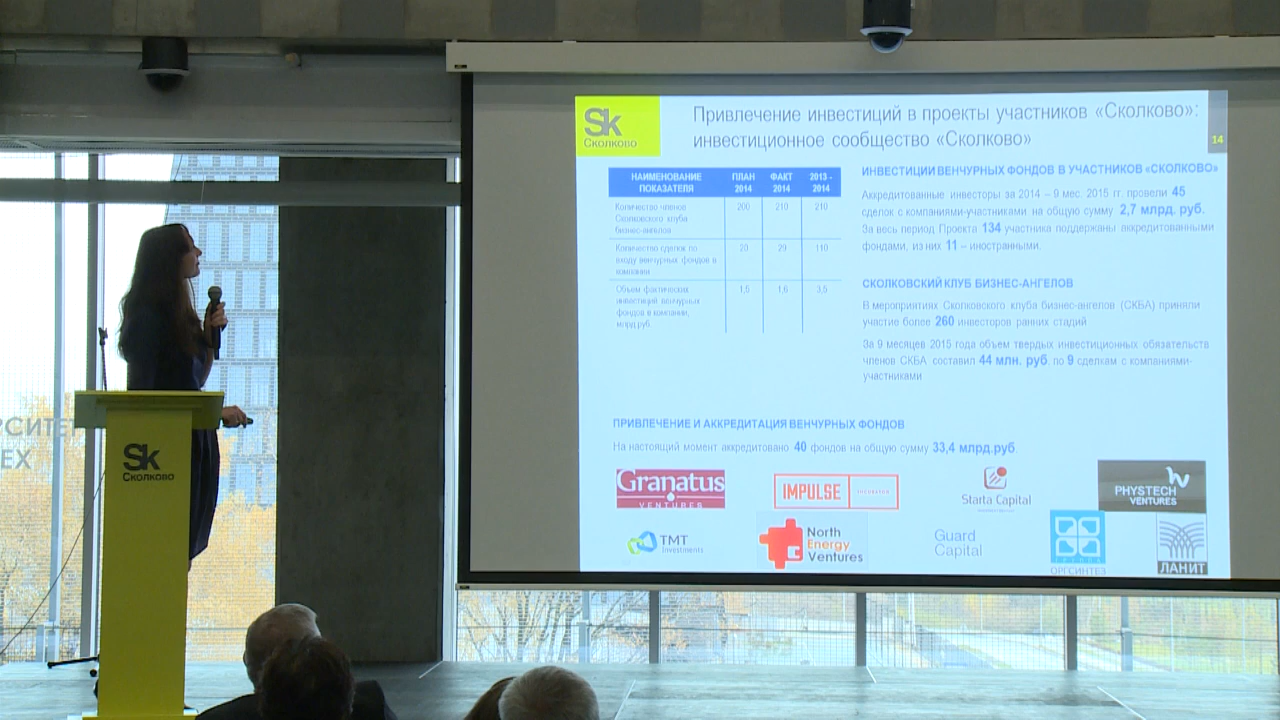 Sk
Сколково
Привлечение инвестиций в проекты участников «Сколково»:
инвестиционное сообщество «Сколково»
14
НАИМЕНОВАНИЕ ПОКАЗАТЕЛЯ
ПЛАН 2014
ФАКТ 2014
2013 - 2014
Количество членов Сколковского клуба бизнес-ангелов
200
210
210
Количество сделок по входу венчурных фондов в компании
20
29
110
Объем фактических инвестиций венчурных фондов в компании, млрд.руб.
1,5
1,6
3,5
ИНВЕСТИЦИИ ВЕНЧУРНЫХ ФОНДОВ В УЧАСТНИКОВ «СКОЛКОВО»
Аккредитованные инвесторы за 2014 – 9 мес. 2015 гг. провели 45
сделок с компаниями-участниками на общую сумму 2,7 млрд. руб.
За весь период Проекта 134 участника поддержаны аккредитованными
фондами, из них 11 – иностранными.
СКОЛКОВСКИЙ КЛУБ БИЗНЕС-АНГЕЛОВ
В мероприятиях Сколковского клуба бизнес-ангелов (СКБА) приняли
участие более 260 инвесторов ранних стадий
За 9 месяцев 2015 года объем твердых инвестиционных обязательств
членов СКБА составил 44 млн. руб. по 9 сделкам с компаниями-
участниками
ПРИВЛЕЧЕНИЕ И АККРЕДИТАЦИЯ ВЕНЧУРНЫХ ФОНДОВ
На настоящий момент аккредитовано 40 фондов на общую сумму 33,4 млрд.руб.
Granatus
VENTURES
IMPULSE
Starta Capital
PHYSTECH
VENTURES
TMT
Investments
North
Energy
Ventures
Guard
Capital
ОРГСИНТЕЗ
ЛАНИТ
Sk
Сколково